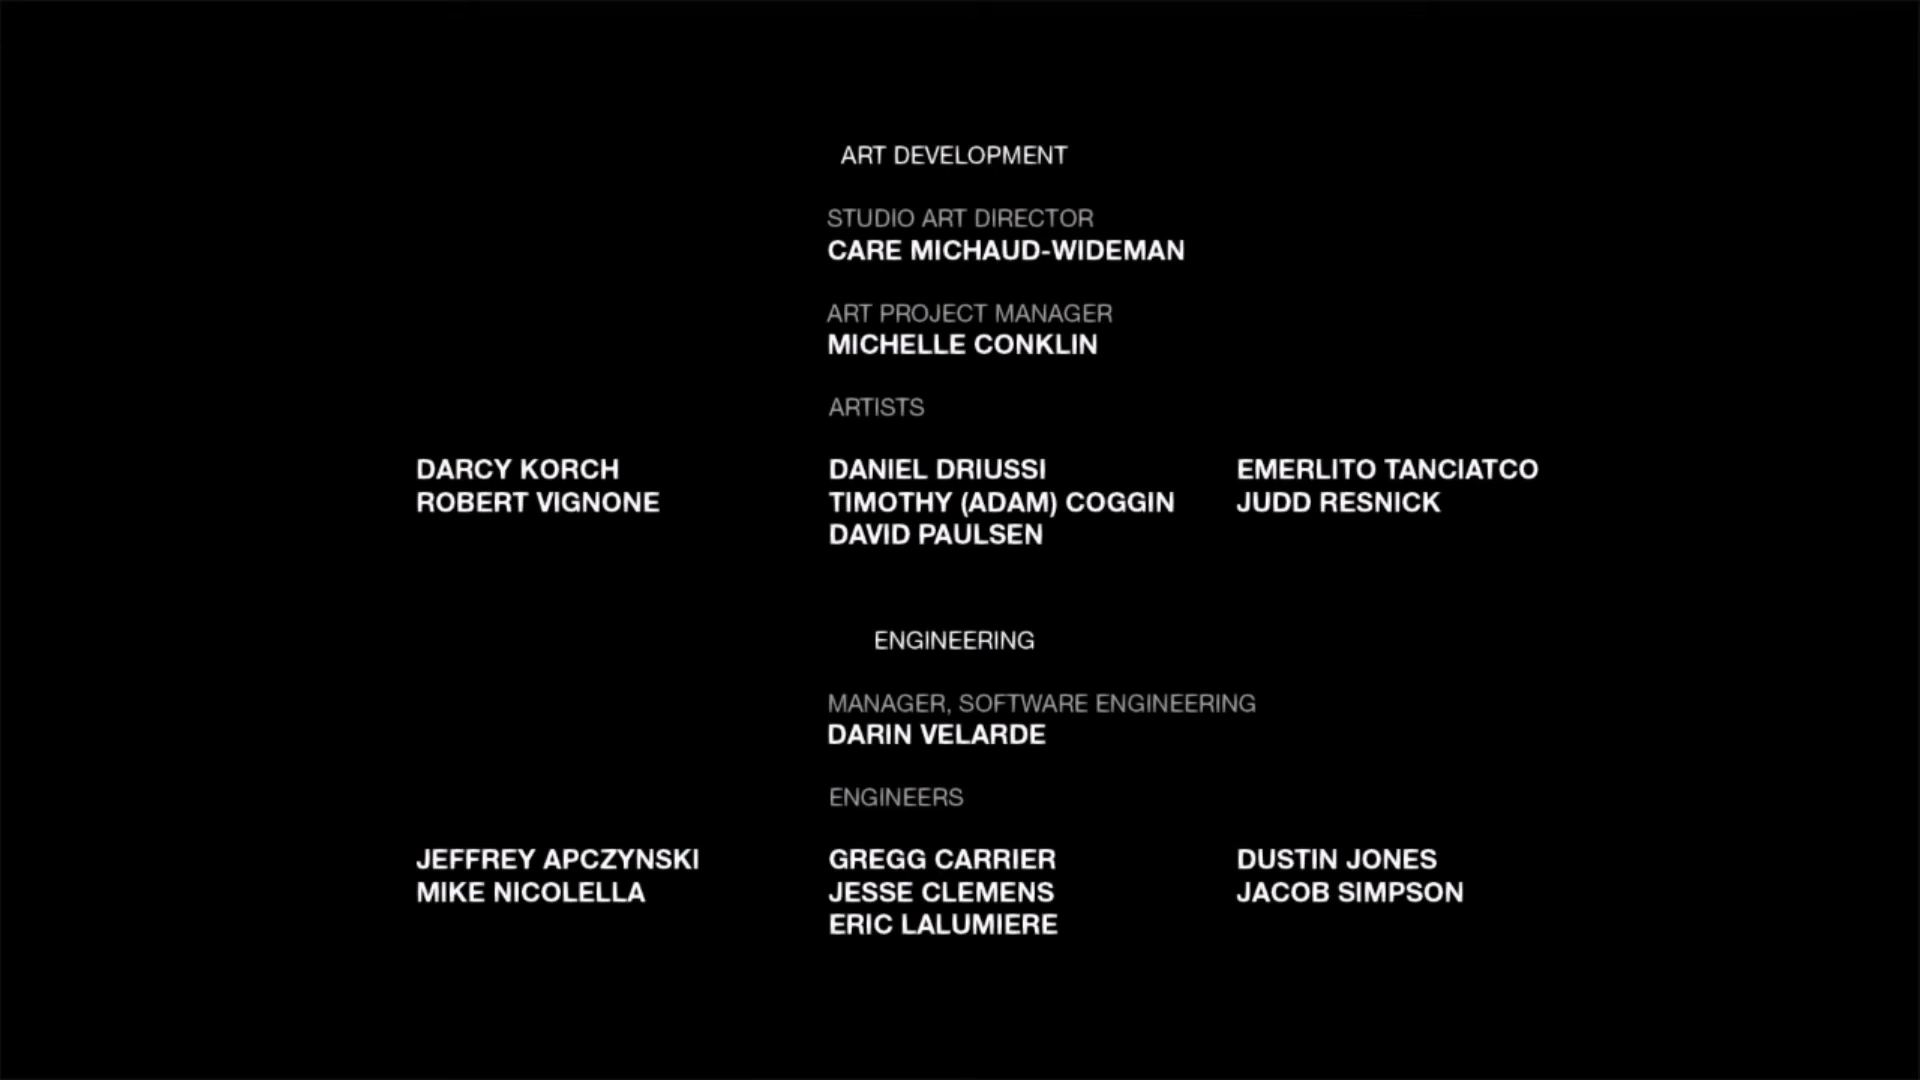 ART DEVELOPMENT
STUDIO ART DIRECTOR
CARE MICHAUD-WIDEMAN
ART PROJECT MANAGER
MICHELLE CONKLIN
ARTISTS
DARCY KORCH DANIEL DRIUSSI EMERLITO TANCIATCO
ROBERT VIGNONE TIMOTHY (ADAM) COGGIN JUDD RESNICK
DAVID PAULSEN
ENGINEERING
MANAGER, SOFTWARE ENGINEERING
DARIN VELARDE
ENGINEERS
JEFFREY APCZYNSKI GREGG CARRIER DUSTIN JONES
MIKE NICOLELLA JESSE CLEMENS JACOB SIMPSON
ERIC LALUMIERE